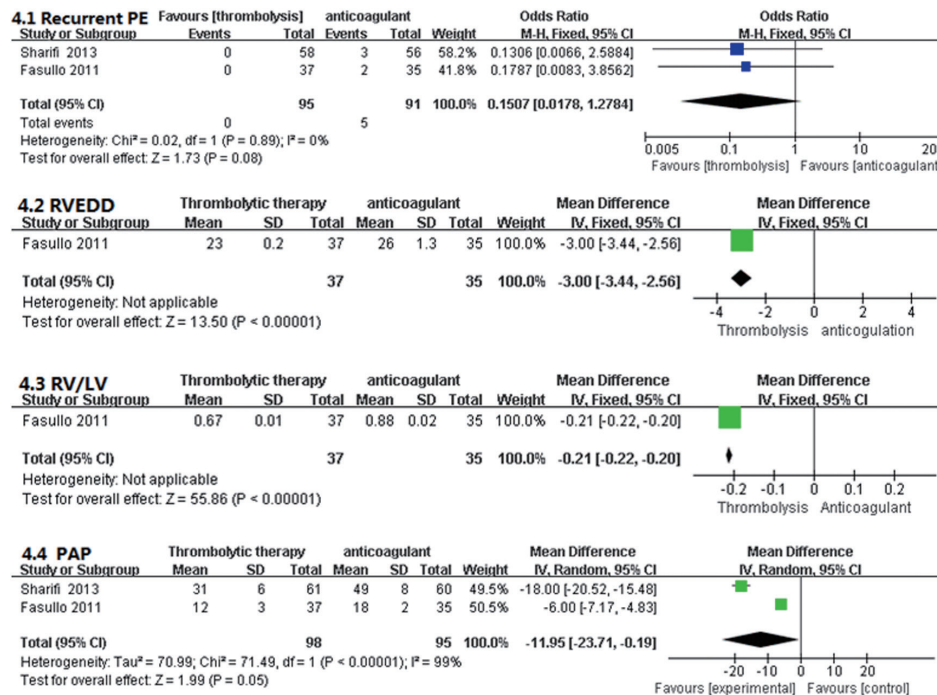 4.1 Recurrent PE Favours [thrombolysis] anticoagulant Odds Ratio Odds Ratio
Study or Subgroup Events Total Events Total Weight M-H, Fixed, 95% CI M-H, Fixed, 95% CI
Sharifi 2013 0 58 3 56 58.2% 0.1306 [0.0066, 2.5884]
Fasullo 2011 0 37 2 35 41.8% 0.1787 [0.0083, 3.8562]
Total (95% CI) 95 91 100.0% 0.1507 [0.0178, 1.2784]
Total events 0 5
Heterogeneity: Chi² = 0.02, df = 1 (P = 0.89); I² = 0%
Test for overall effect: Z = 1.73 (P = 0.08)
0.005 0.1 1 10 200
Favours [thrombolysis] Favours [anticoagulant]
4.2 RVEDD Thrombolytic therapy anticoagulant Mean Difference Mean Difference
Study or Subgroup Mean SD Total Mean SD Total Weight IV, Fixed, 95% CI IV, Fixed, 95% CI
Fasullo 2011 23 0.2 37 26 1.3 35 100.0% -3.00 [-3.44, -2.56]
Total (95% CI) 37 35 100.0% -3.00 [-3.44, -2.56]
Heterogeneity: Not applicable
Test for overall effect: Z = 13.50 (P < 0.00001)
-4 -2 0 2 4
Thrombolysis anticogulation
4.3 RV/LV Thrombolytic therapy anticoagulant Mean Difference Mean Difference
Study or Subgroup Mean SD Total Mean SD Total Weight IV, Fixed, 95% CI IV, Fixed, 95% CI
Fasullo 2011 0.67 0.01 37 0.88 0.02 35 100.0% -0.21 [-0.22, -0.20]
Total (95% CI) 37 35 100.0% -0.21 [-0.22, -0.20]
Heterogeneity: Not applicable
Test for overall effect: Z = 55.86 (P < 0.00001)
-0.2 -0.1 0 0.1 0.2
Thrombolysis Anticoagulant
4.4 PAP Thrombolytic therapy anticoagulant Mean Difference Mean Difference
Study or Subgroup Mean SD Total Mean SD Total Weight IV, Random, 95% CI IV, Random, 95% CI
Sharifi 2013 31 6 61 49 8 60 49.5% -18.00 [-20.52, -15.48]
Fasullo 2011 12 3 37 18 2 35 50.5% -6.00 [-7.17, -4.83]
Total (95% CI) 98 95 100.0% -11.95 [-23.71, -0.19]
Heterogeneity: Tau² = 70.99; Chi² = 71.49, df = 1 (P < 0.00001); I² = 99%
Test for overall effect: Z = 1.99 (P = 0.05)
-20 -10 0 10 20
Favours [experimental] Favours [control]